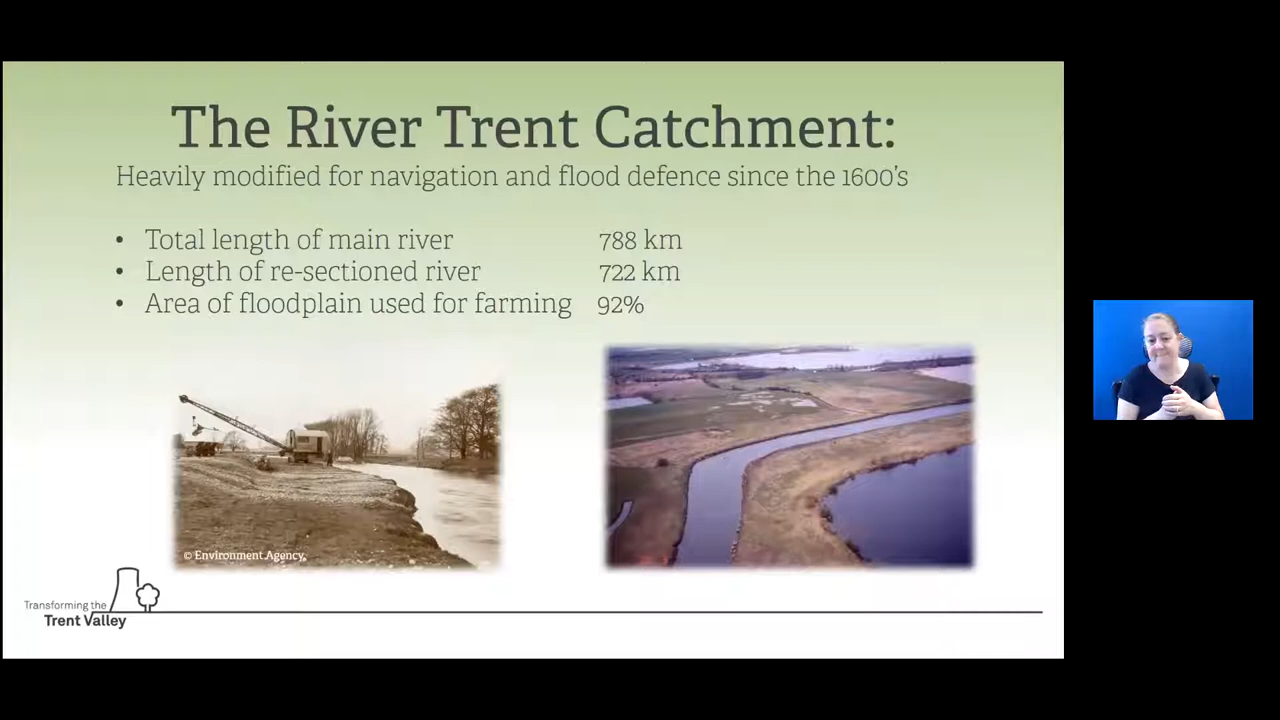 The River Trent Catchment:
Heavily modified for navigation and flood defence since the 1600's
• Total length of main river 788 km
• Length of re-sectioned river 722 km
• Area of floodplain used for farming 92%
© Environment Agency
Transforming the
Trent Valley